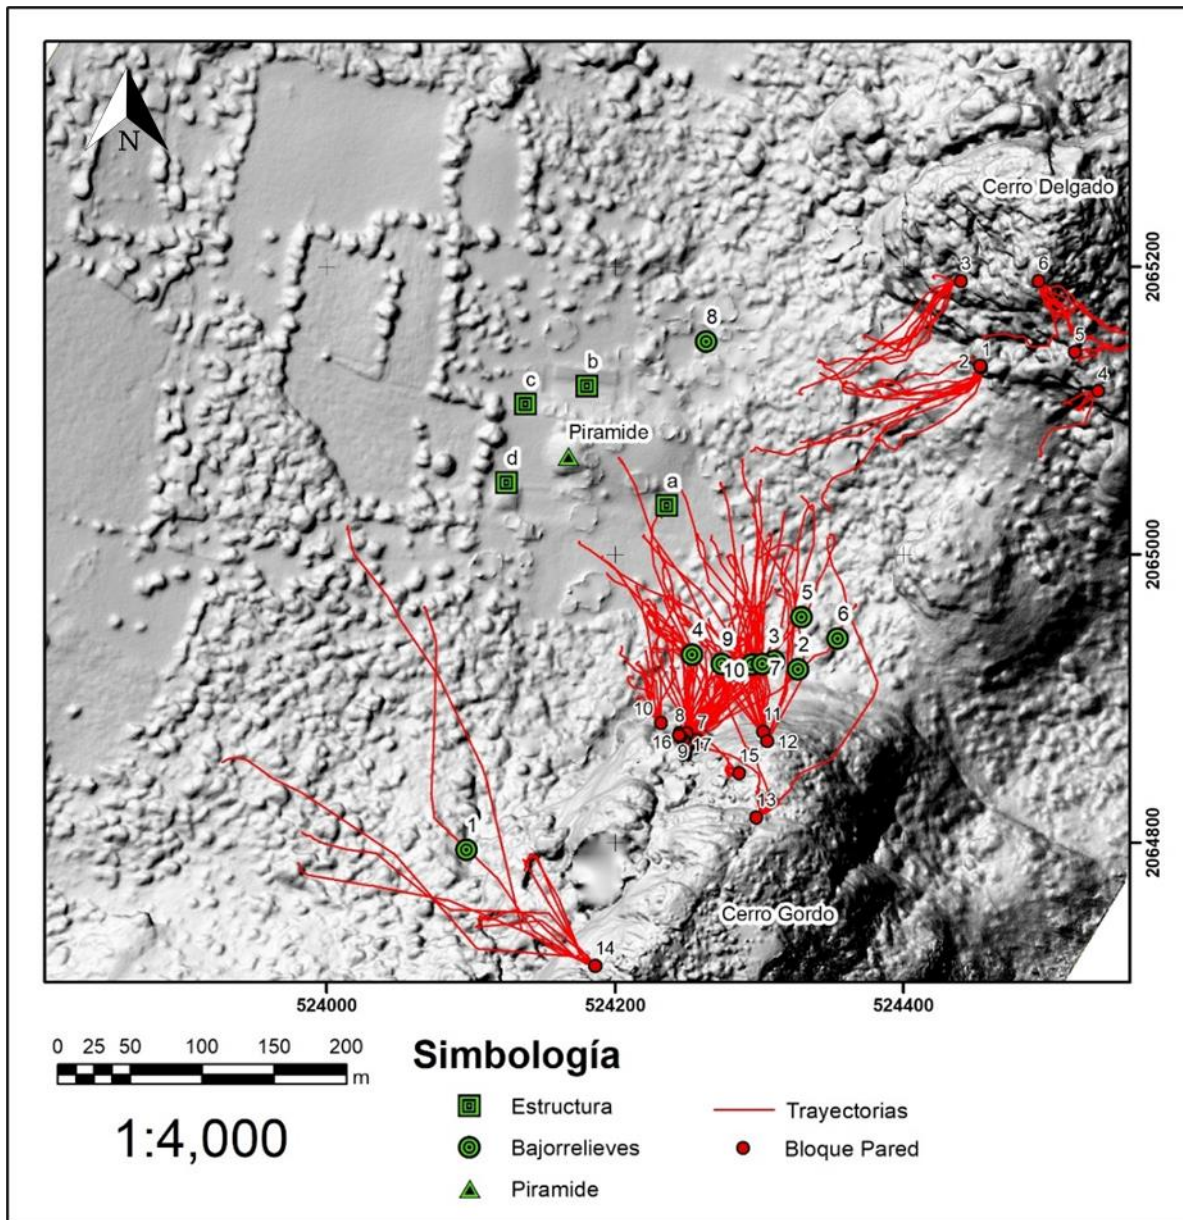 N
Cerro Delgado
3
6
2065200
8
5
1
2
b
4
c
Piramide
d
a
2065000
5
6
4
9
3
2
10
7
10
8
7
11
16
9
17
12
15
13
1
2064800
Cerro Gordo
14
524000
524200
524400
0 25 50 100 150 200
m
Simbología
Estructura
Trayectorias
1:4,000
Bajorrelieves
Bloque Pared
Piramide